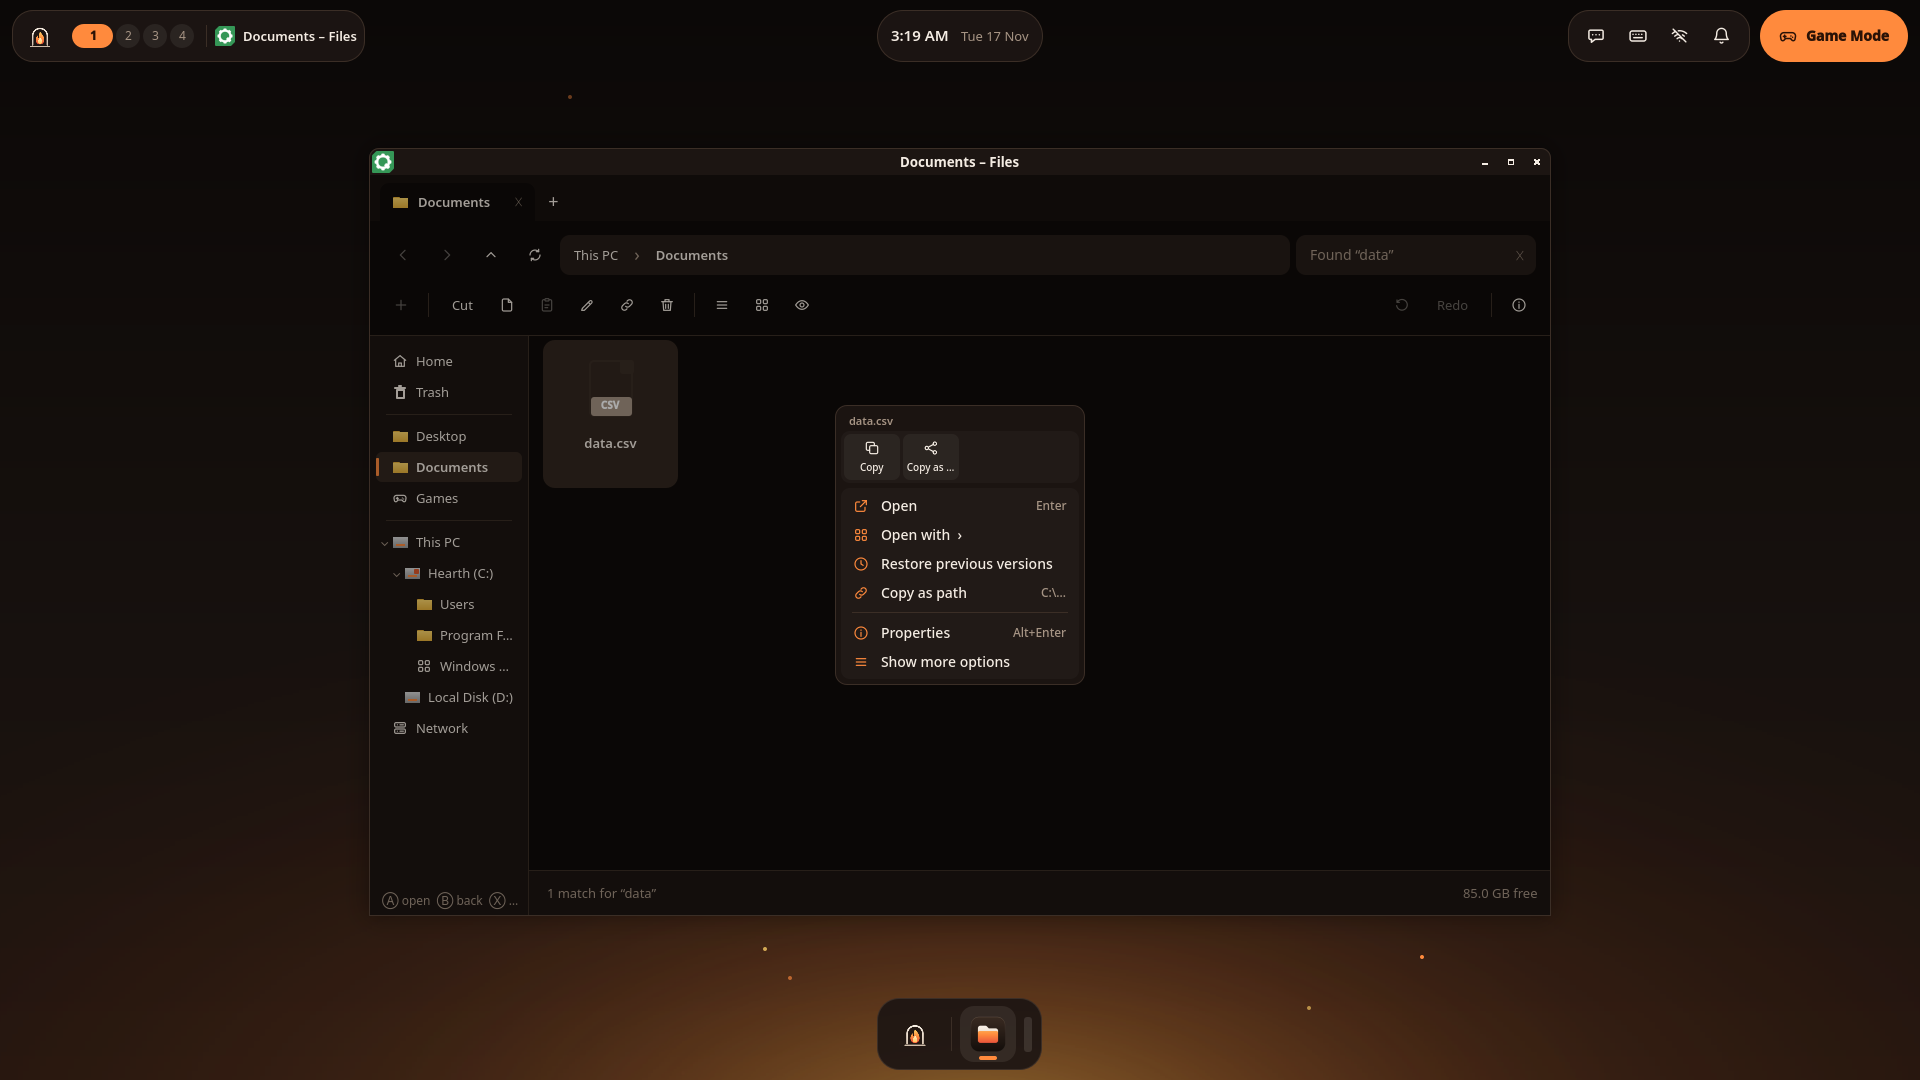 1 2 3 4 Documents – Files
3:19 AM Tue 17 Nov
Game Mode
Documents – Files
Documents X +
This PC › Documents
Found “data” X
Cut
Redo
Home
Trash
Desktop
Documents
Games
This PC
Hearth (C:)
Users
Program F...
Windows ...
Local Disk (D:)
Network
A open B back X ...
CSV
data.csv
data.csv
Copy
Copy as ...
Open Enter
Open with ›
Restore previous versions
Copy as path C:\...
Properties Alt+Enter
Show more options
1 match for “data”
85.0 GB free